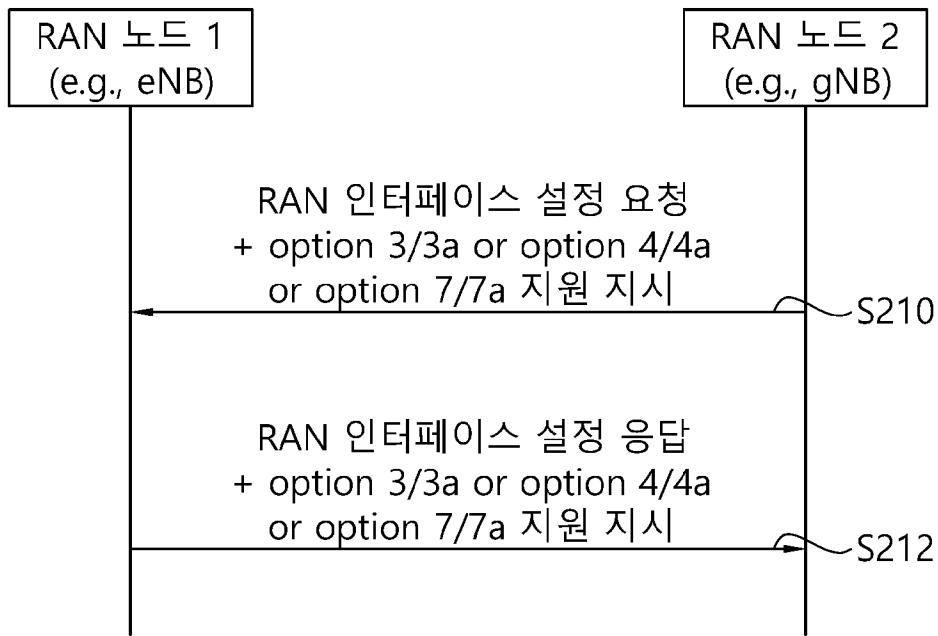 RAN 노드 1
(e.g., eNB)
RAN 노드 2
(e.g., gNB)
RAN 인터페이스 설정 요청
+ option 3/3a or option 4/4a
or option 7/7a 지원 지시
S210
RAN 인터페이스 설정 응답
+ option 3/3a or option 4/4a
or option 7/7a 지원 지시
S212